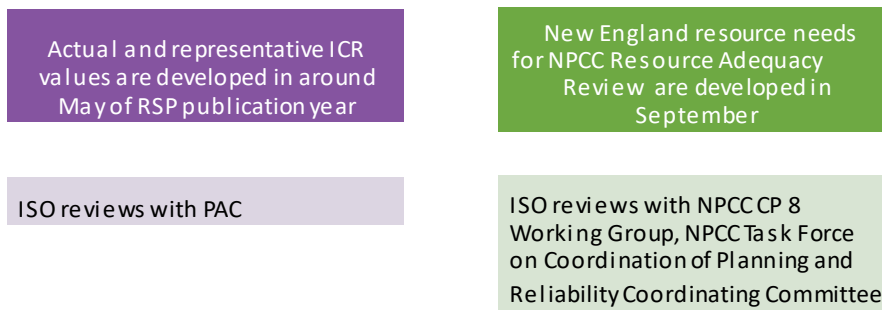 Actual and representative ICR
values are developed in around
May of RSP publication year
New England resource needs
for NPCC Resource Adequacy
Review are developed in
September
ISO reviews with PAC
ISO reviews with NPCC CP 8
Working Group, NPCC Task Force
on Coordination of Planning and
Reliability Coordinating Committee